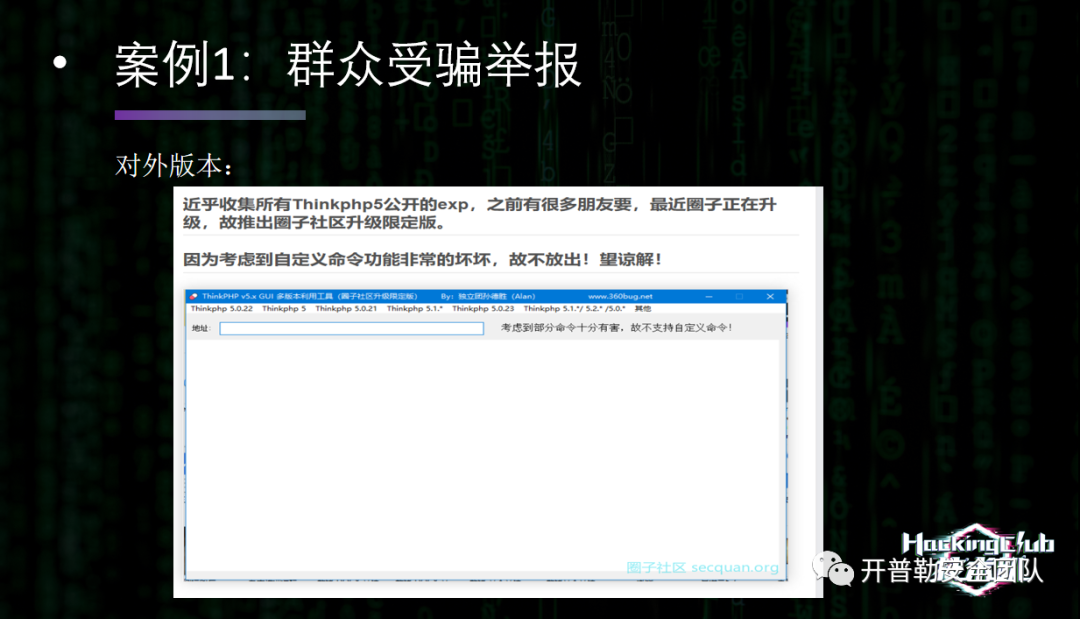 • 案例1：群众受骗举报
对外版本：
近乎收集所有Thinkphp5公开的exp，之前有很多朋友要，最近圈子正在升
级，故推出圈子社区升级限定版。
因为考虑到自定义命令功能非常的坏坏，故不放出！望谅解！
ThinkPHP v5.x GUI 多版本利用工具（圈子社区升级限定版） By：独立团孙德胜（Alan） www.360bug.net
Thinkphp 5.0.22 Thinkphp 5 Thinkphp 5.0.21 Thinkphp 5.1.* Thinkphp 5.0.23 Thinkphp 5.1.*/ 5.2.* /5.0.* 其他
地址： 考虑到部分命令十分有害，故不支持自定义命令！
圈子社区 secquan.org
HackingClub
开普勒安全团队